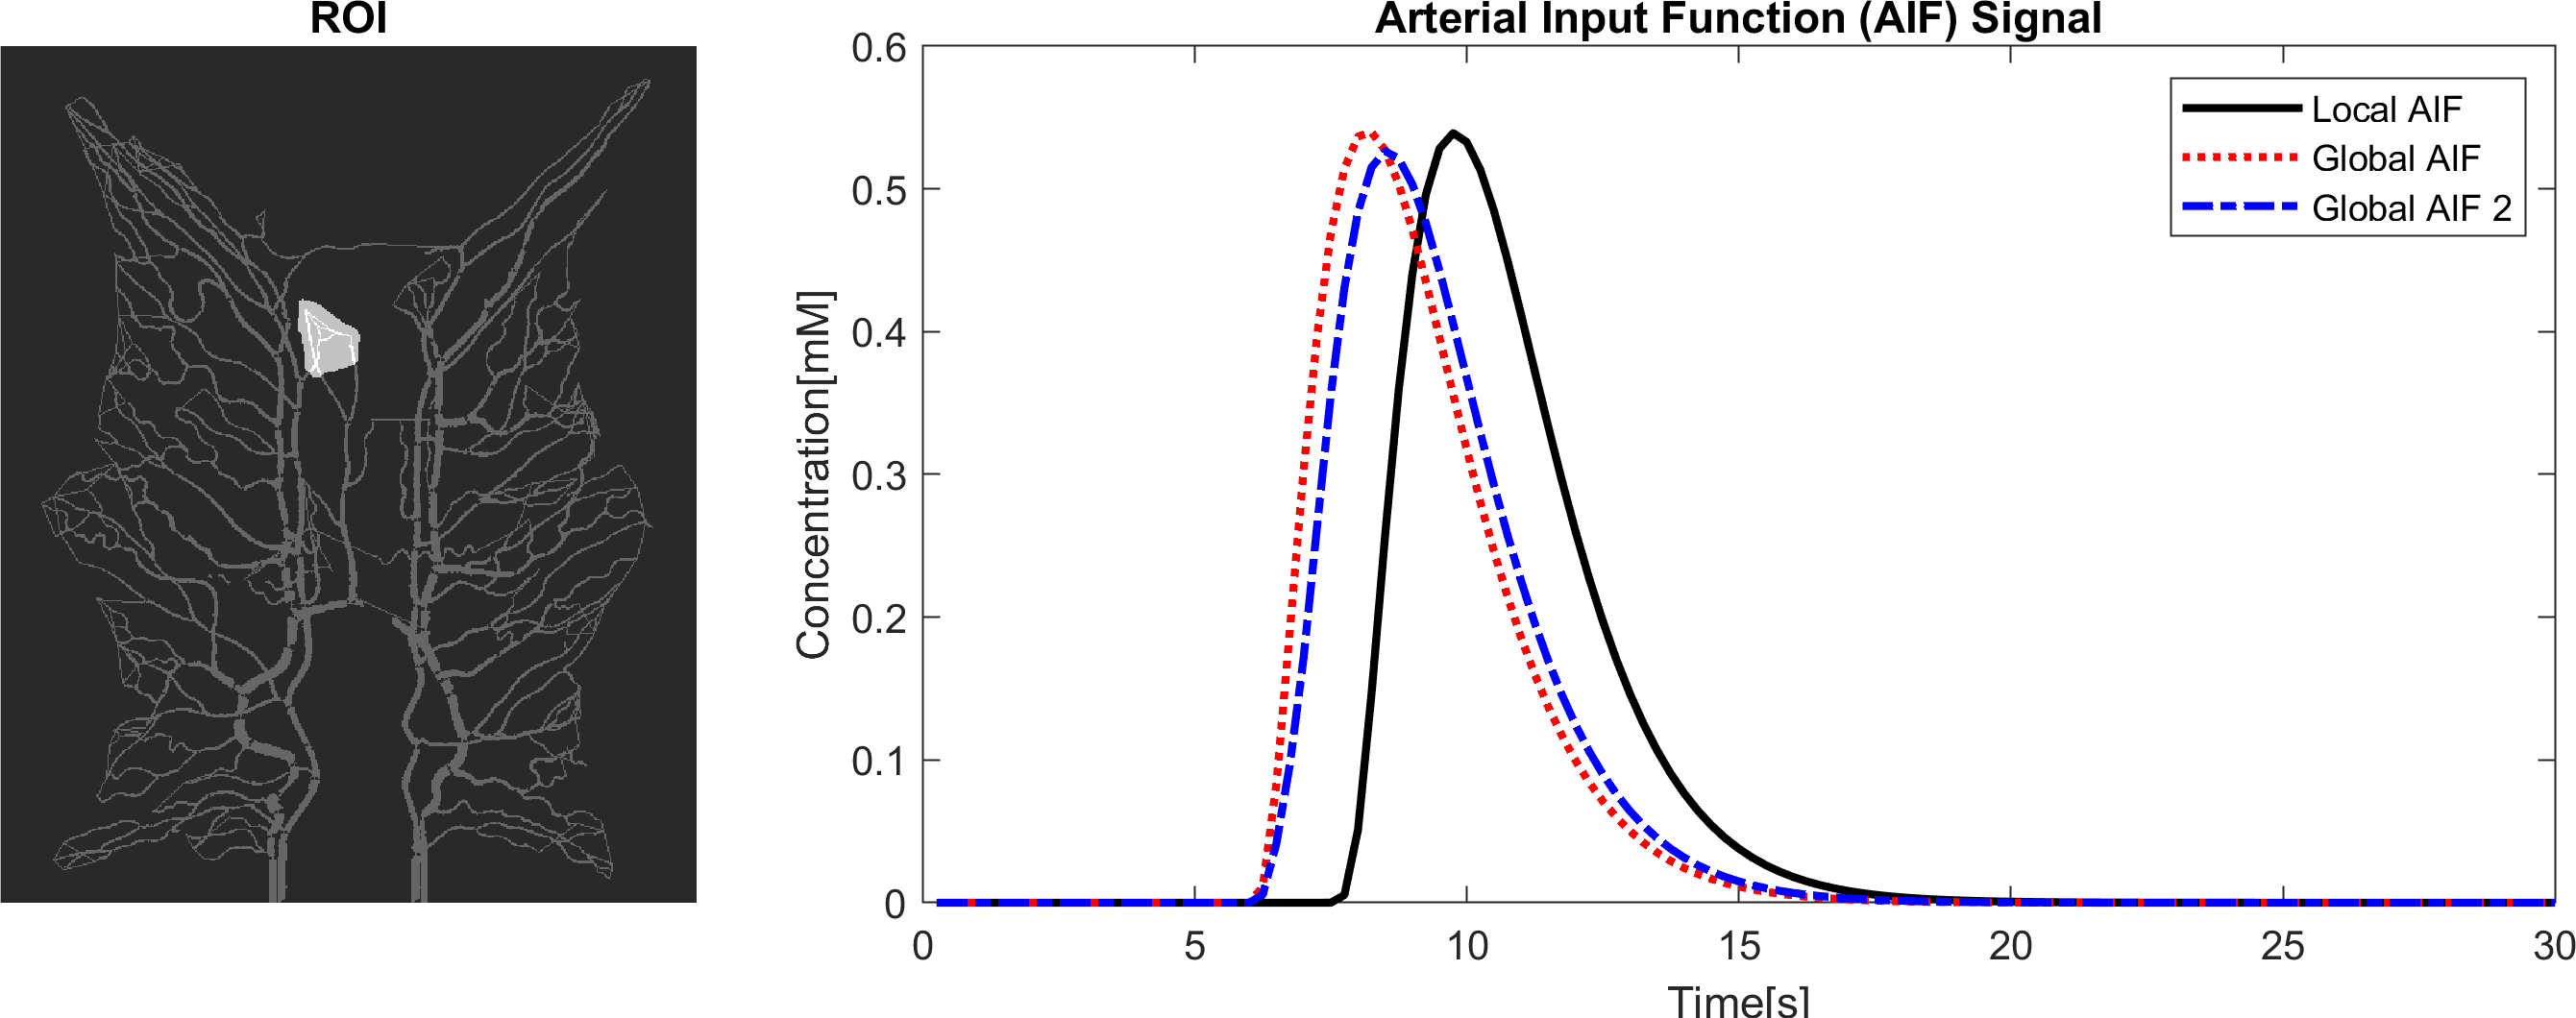 ROI
Arterial Input Function (AIF) Signal
0.6
0.5
0.4
0.3
0.2
0.1
0
Concentration[mM]
Local AIF
Global AIF
Global AIF 2
0 5 10 15 20 25 30
Time[s]